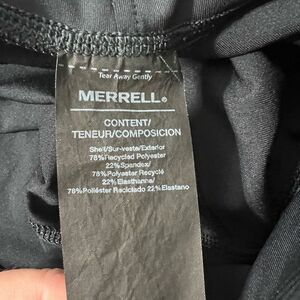 Tear Away Gently
MERRELL®
CONTENT/
TENEUR/COMPOSICION
Shell/Sur-veste/Exterior
78%Recycled Polyester
22%Spandex/
78%Polyester Recyclé
22%Élasthanne/
78%Poliéster Reciclado 22%Elastano